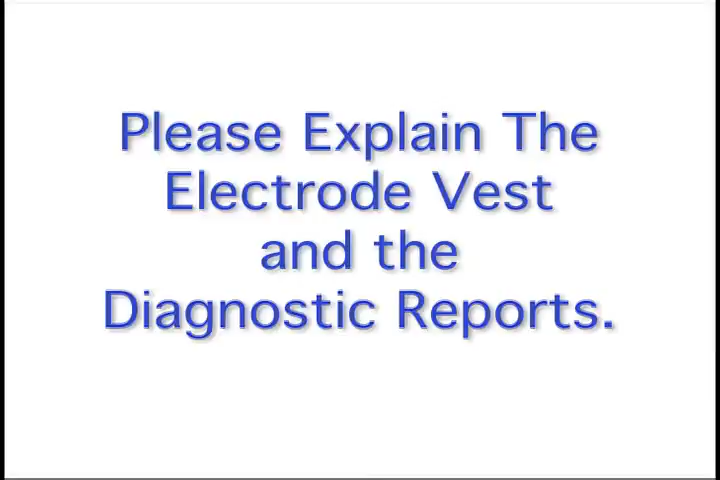 Please Explain The
Electrode Vest
and the
Diagnostic Reports.